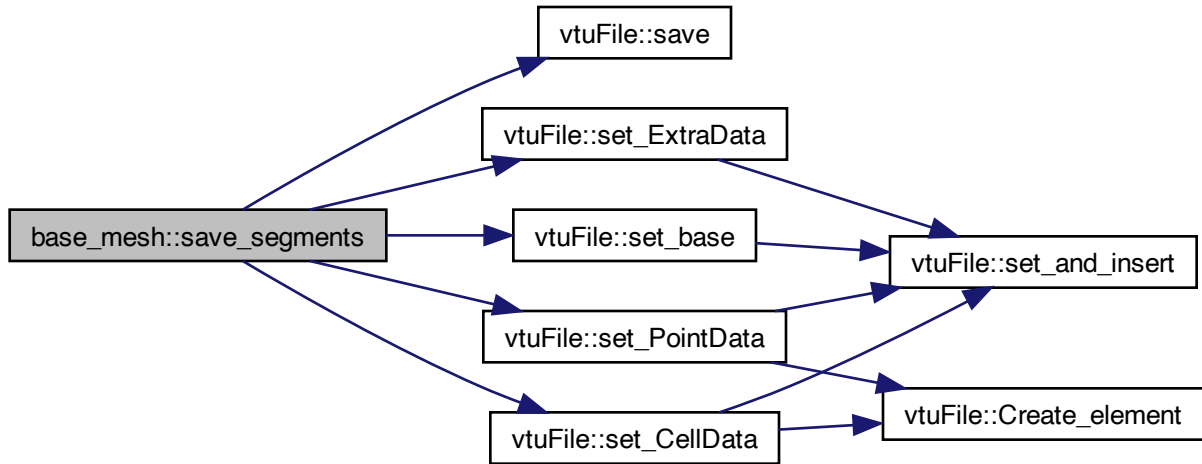 vtuFile::save
vtuFile::set_ExtraData
base_mesh::save_segments
vtuFile::set_base
vtuFile::set_and_insert
vtuFile::set_PointData
vtuFile::Create_element
vtuFile::set_CellData